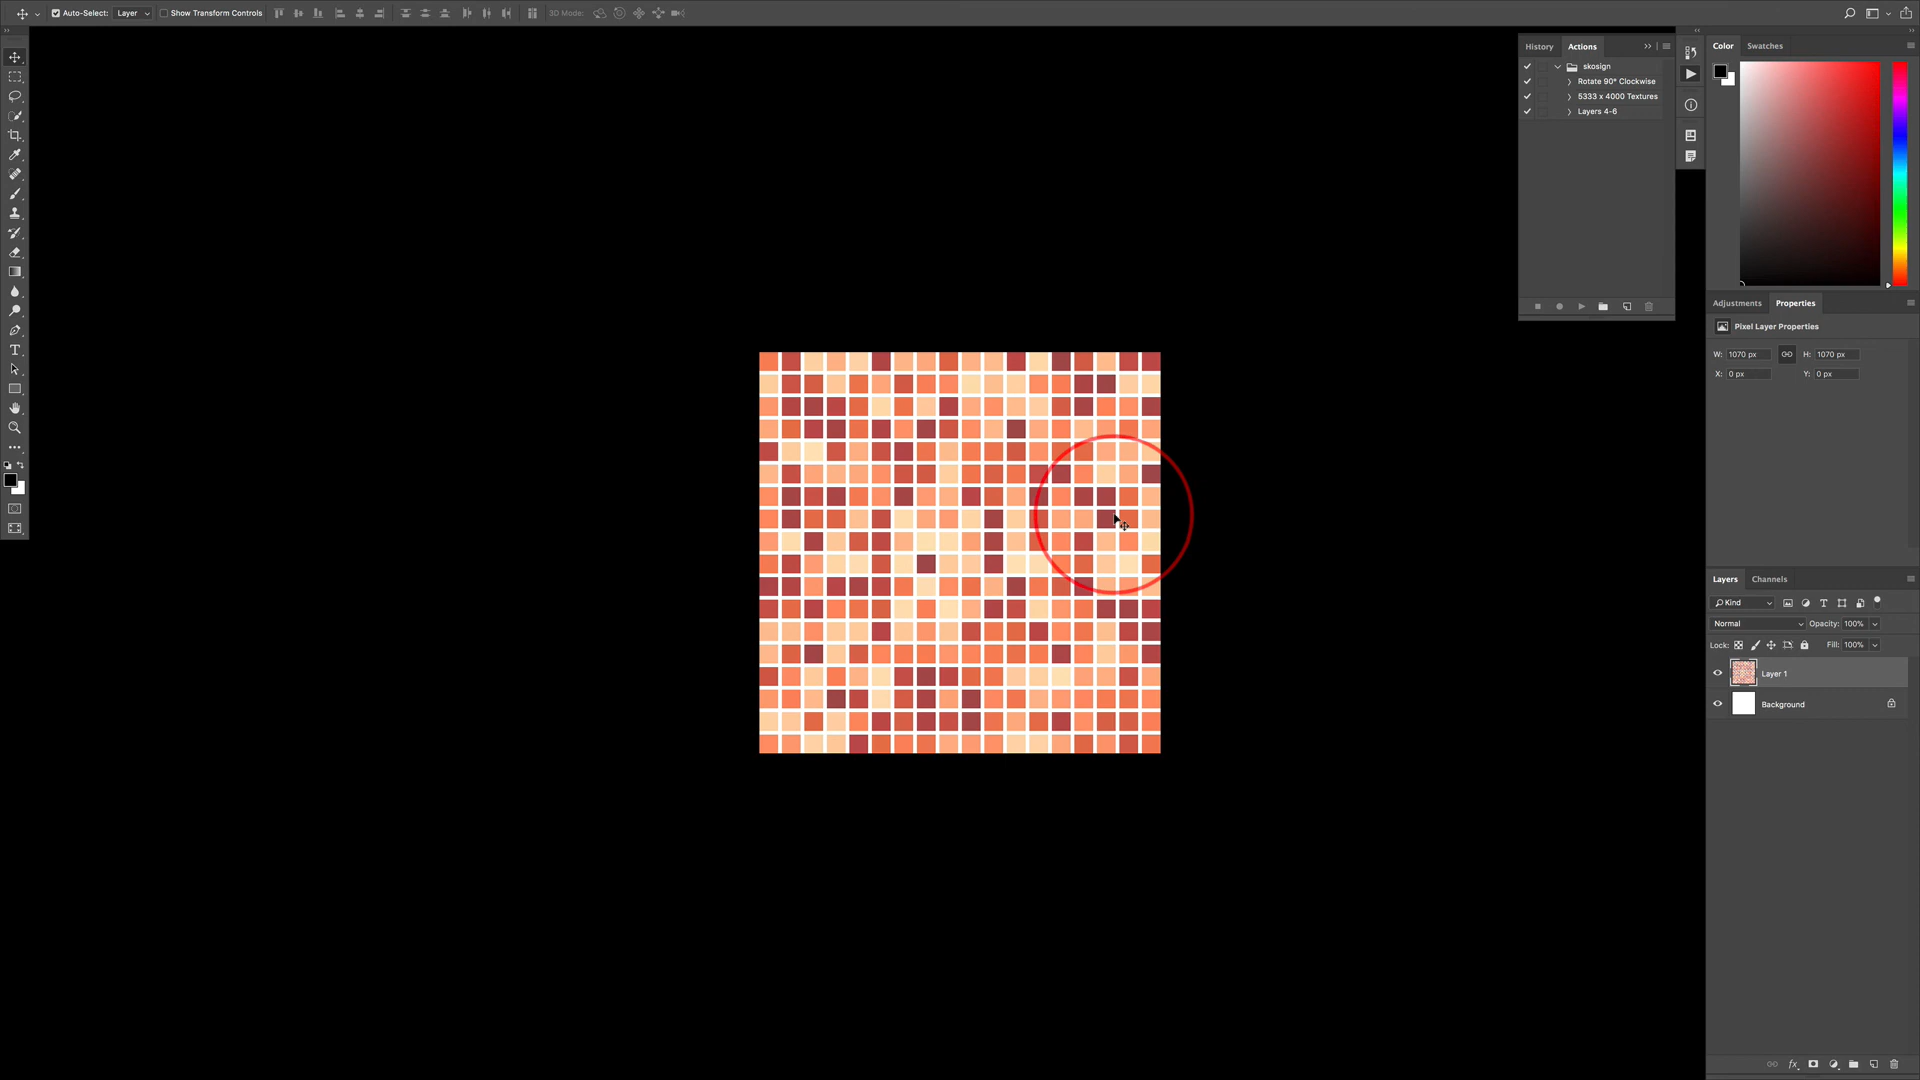 Auto-Select: Layer Show Transform Controls 3D Mode:
History Actions
skosign
Rotate 90° Clockwise
5333 x 4000 Textures
Layers 4-6
Color Swatches
Adjustments Properties
Pixel Layer Properties
W: 1070 px H: 1070 px
X: 0 px Y: 0 px
Layers Channels
Kind
Normal Opacity: 100%
Lock: Fill: 100%
Layer 1
Background
fx